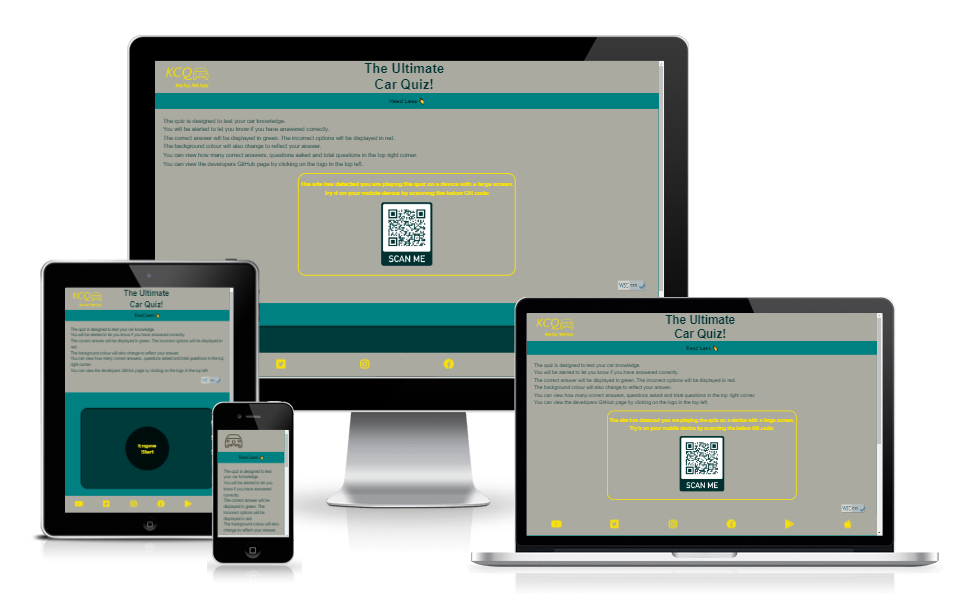 KCQ
The Ultimate
Car Quiz!
Read Less
The quiz is designed to test your car knowledge.
You will be alerted to let you know if you have answered correctly.
The correct answer will be displayed in green. The incorrect options will be displayed in red.
The background colour will also change to reflect your answer.
You can view how many correct answers, questions asked and total questions in the top right corner.
You can view the developers GitHub page by clicking on the logo in the top left.
The site has detected you are playing the quiz on a device with a large screen.
Try it on your mobile device by scanning the below QR code:
SCAN ME
W3C css
KCQ
The Ultimate
Car Quiz!
Read Less
The quiz is designed to test your car knowledge.
You will be alerted to let you know if you have answered correctly.
The correct answer will be displayed in green. The incorrect options will be displayed in
red.
The background colour will also change to reflect your answer.
You can view how many correct answers, questions asked and total questions in the top
right corner.
You can view the developers GitHub page by clicking on the logo in the top left.
Engine
Start
Read Less
The quiz is designed to test
your car knowledge.
You will be alerted to let you
know if you have answered
correctly.
The correct answer will be
displayed in green. The
incorrect options will be
displayed in red.
The background colour will also
change to reflect your answer.
KCQ
The Ultimate
Car Quiz!
Read Less
The quiz is designed to test your car knowledge.
You will be alerted to let you know if you have answered correctly.
The correct answer will be displayed in green. The incorrect options will be displayed in red.
The background colour will also change to reflect your answer.
You can view how many correct answers, questions asked and total questions in the top right corner.
You can view the developers GitHub page by clicking on the logo in the top left.
The site has detected you are playing the quiz on a device with a large screen.
Try it on your mobile device by scanning the below QR code:
SCAN ME
W3C css